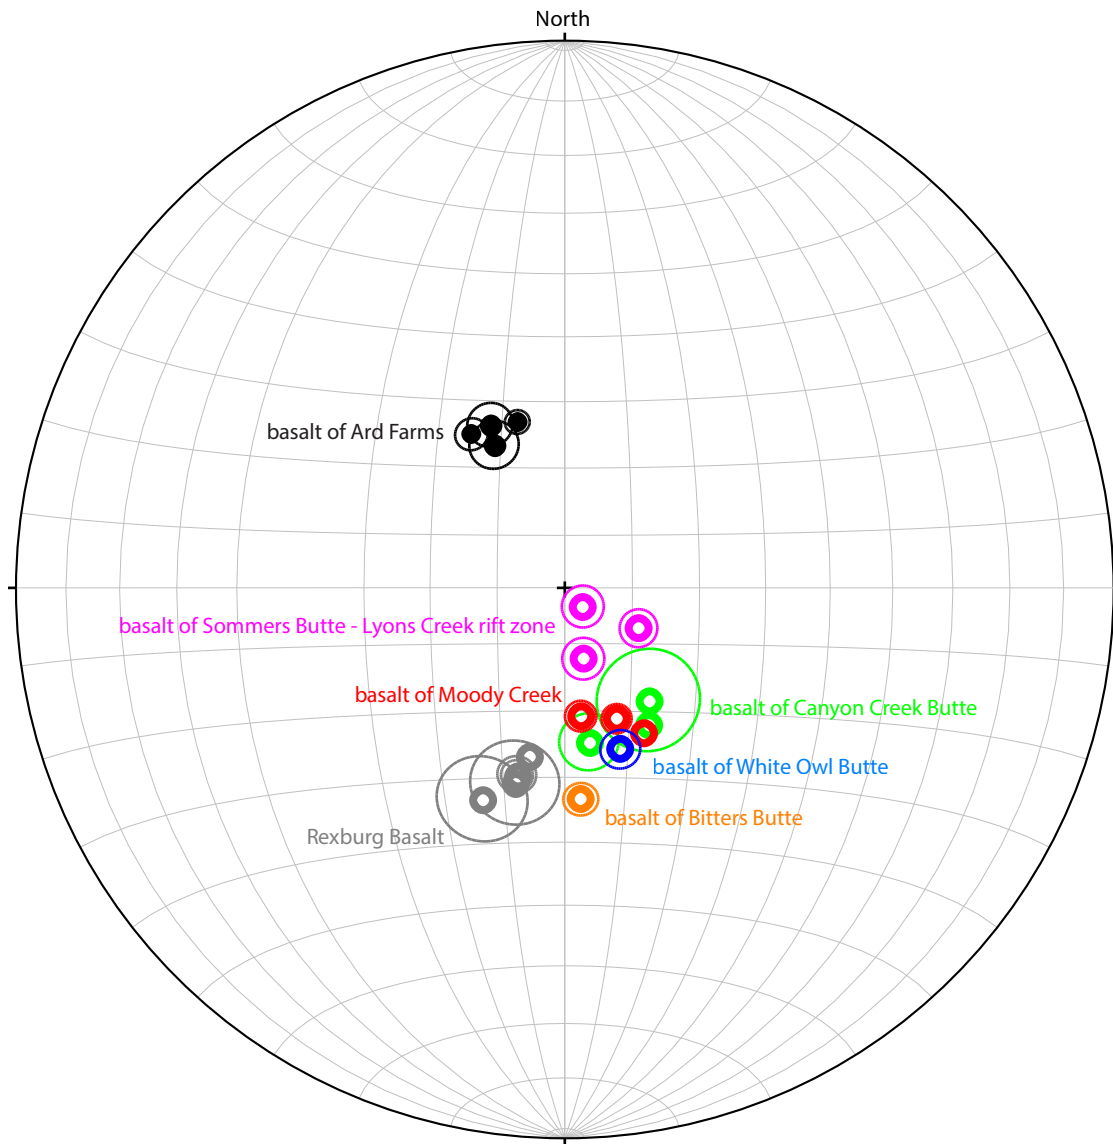 North
basalt of Ard Farms
basalt of Sommers Butte - Lyons Creek rift zone
basalt of Moody Creek
basalt of Canyon Creek Butte
basalt of White Owl Butte
basalt of Bitters Butte
Rexburg Basalt